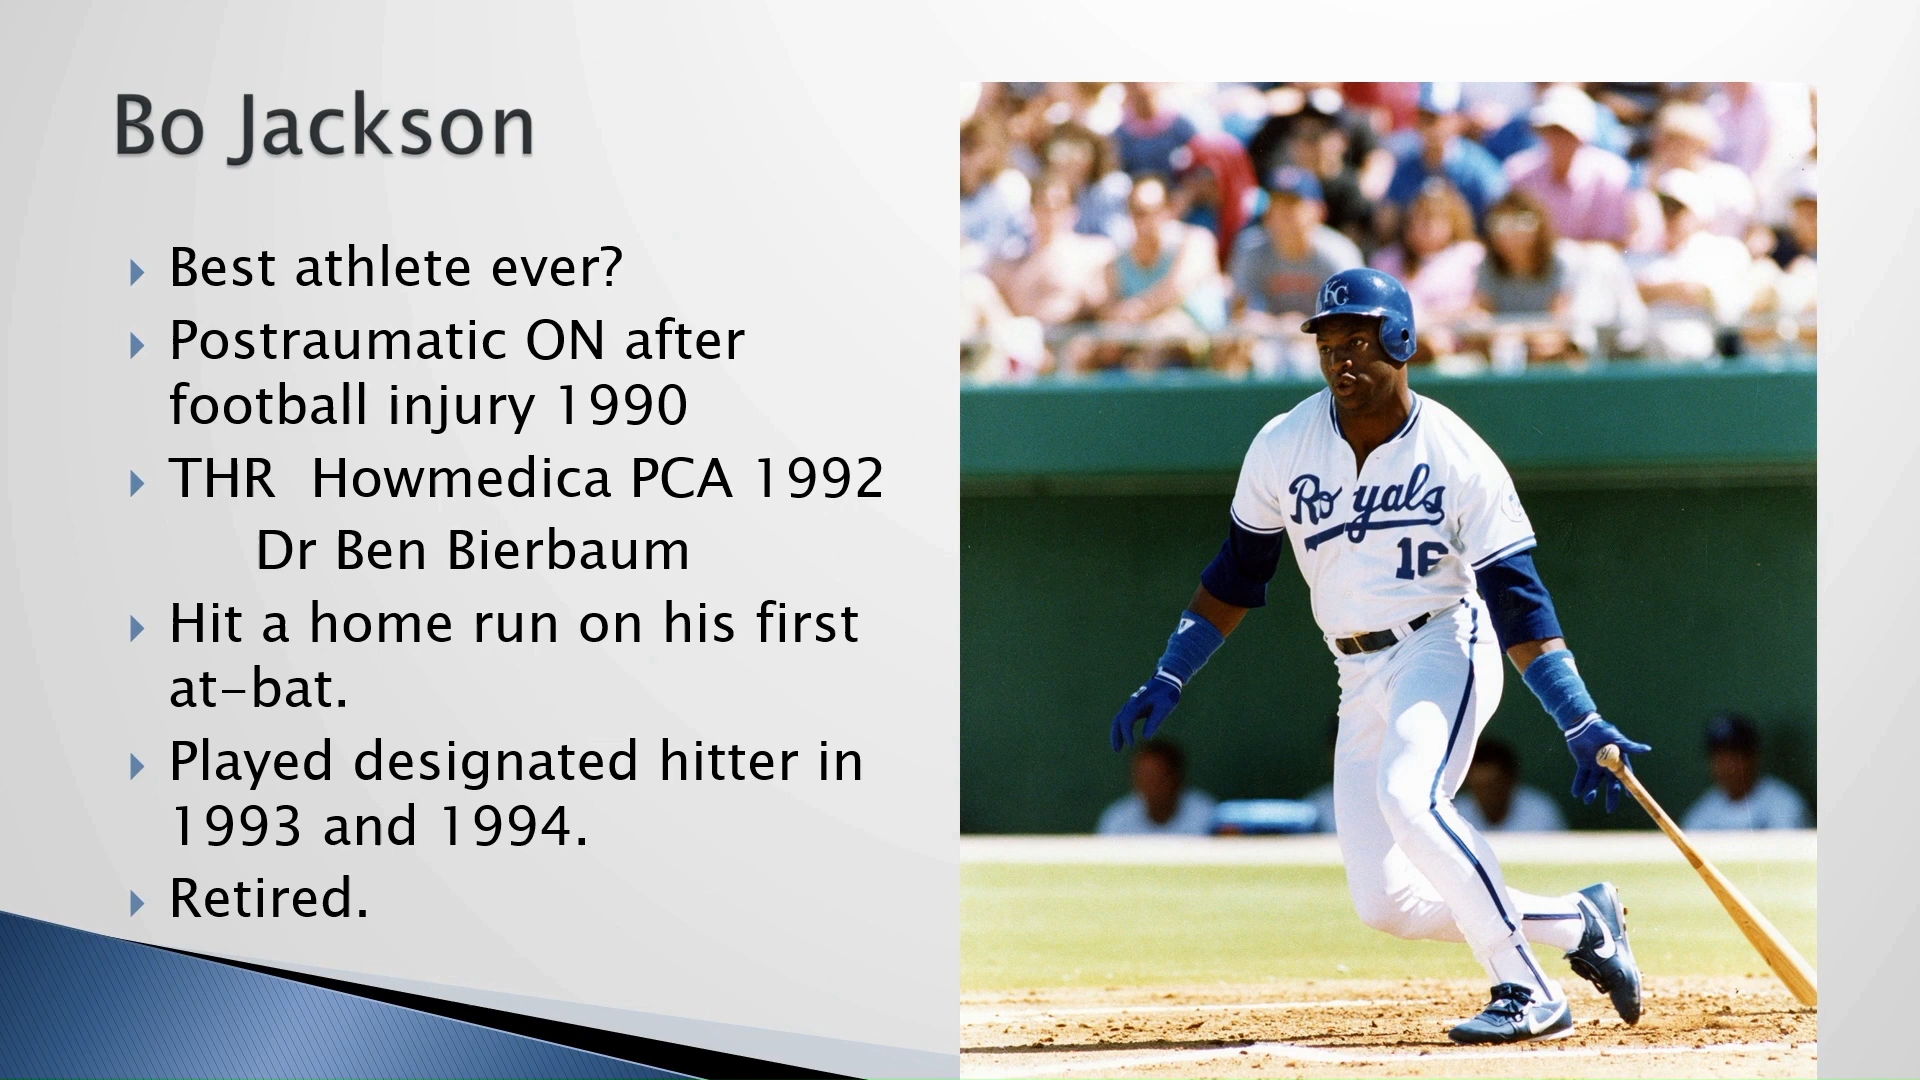 Bo Jackson
Best athlete ever?
Postraumatic ON after
football injury 1990
THR  Howmedica PCA 1992
Dr Ben Bierbaum
Hit a home run on his first
at-bat.
Played designated hitter in
1993 and 1994.
Retired.
KC
Royals
16